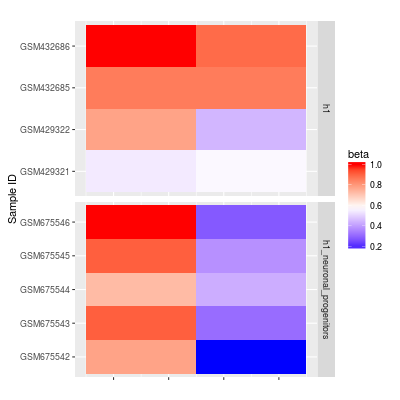 Sample ID
GSM432686
GSM432685
GSM429322
GSM429321
h1
GSM675546
GSM675545
GSM675544
GSM675543
GSM675542
h1_neuronal_progenitors
beta
1.0
0.8
0.6
0.4
0.2